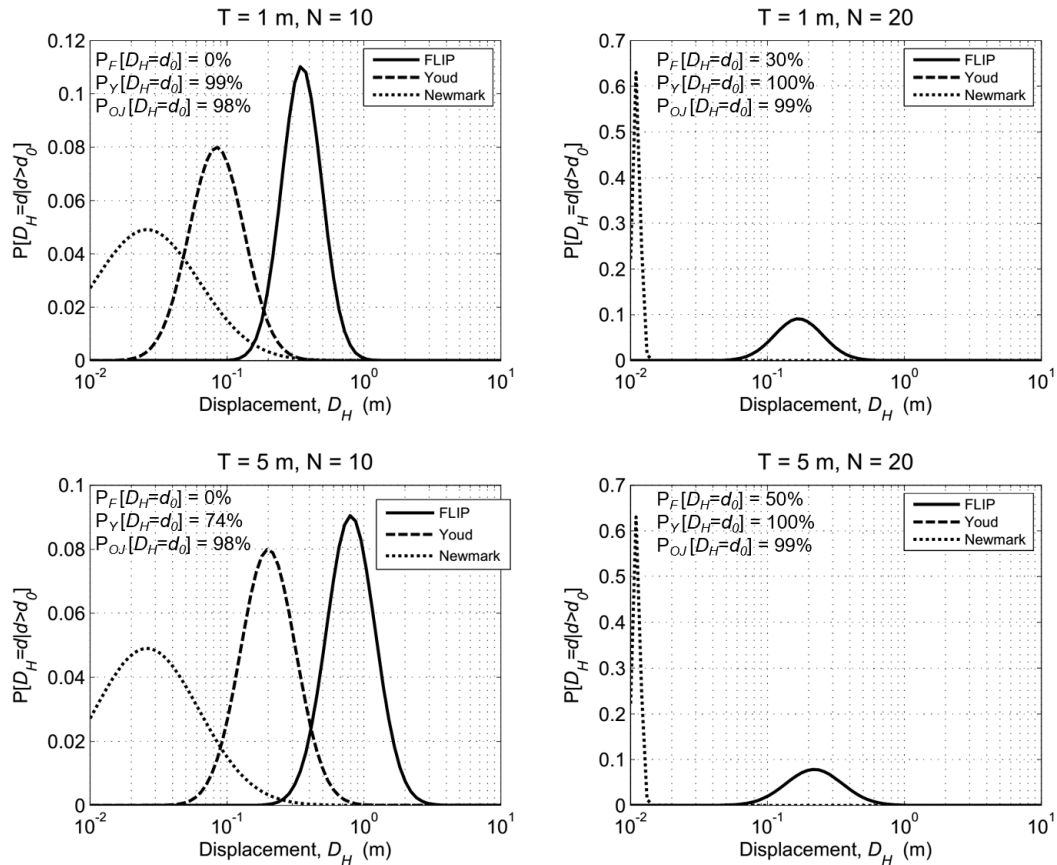 T = 1 m, N = 10
P_F[D_H=d_0] = 0%
P_Y[D_H=d_0] = 99%
P_OJ[D_H=d_0] = 98%
FLIP
Youd
Newmark
0.12
0.1
0.08
0.06
0.04
0.02
0
P[D_H=d|d>d_0]
10^-2
10^-1
10^0
10^1
Displacement, D_H (m)
T = 1 m, N = 20
P_F[D_H=d_0] = 30%
P_Y[D_H=d_0] = 100%
P_OJ[D_H=d_0] = 99%
FLIP
Youd
Newmark
0.7
0.6
0.5
0.4
0.3
0.2
0.1
0
P[D_H=d|d>d_0]
10^-2
10^-1
10^0
10^1
Displacement, D_H (m)
T = 5 m, N = 10
P_F[D_H=d_0] = 0%
P_Y[D_H=d_0] = 74%
P_OJ[D_H=d_0] = 98%
FLIP
Youd
Newmark
0.1
0.08
0.06
0.04
0.02
0
P[D_H=d|d>d_0]
10^-2
10^-1
10^0
10^1
Displacement, D_H (m)
T = 5 m, N = 20
P_F[D_H=d_0] = 50%
P_Y[D_H=d_0] = 100%
P_OJ[D_H=d_0] = 99%
FLIP
Youd
Newmark
0.7
0.6
0.5
0.4
0.3
0.2
0.1
0
P[D_H=d|d>d_0]
10^-2
10^-1
10^0
10^1
Displacement, D_H (m)